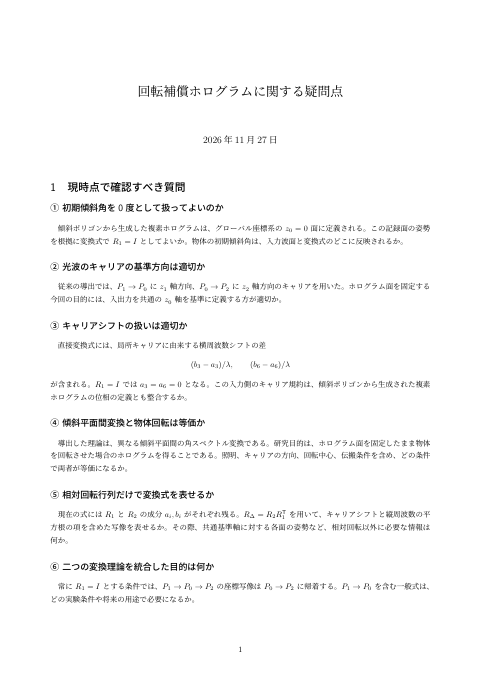 回転補償ホログラムに関する疑問点
2026 年 11 月 27 日
1 現時点で確認すべき質問
① 初期傾斜角を 0 度として扱ってよいのか
傾斜ポリゴンから生成した複素ホログラムは、グローバル座標系の z₀ = 0 面に定義される。この記録面の姿勢
を根拠に変換式で R₁ = I としてよいか。物体の初期傾斜角は、入力波面と変換式のどこに反映されるか。
② 光波のキャリアの基準方向は適切か
従来の導出では、P₁ → P₀ に z₁ 軸方向、P₀ → P₂ に z₂ 軸方向のキャリアを用いた。ホログラム面を固定する
今回の目的には、入出力を共通の z₀ 軸を基準に定義する方が適切か。
③ キャリアシフトの扱いは適切か
直接変換式には、局所キャリアに由来する横周波数シフトの差
(b₃ − a₃)/λ, (b₆ − a₆)/λ
が含まれる。R₁ = I では a₃ = a₆ = 0 となる。この入力側のキャリア規約は、傾斜ポリゴンから生成された複素
ホログラムの位相の定義とも整合するか。
④ 傾斜平面間変換と物体回転は等価か
導出した理論は、異なる傾斜平面間の角スペクトル変換である。研究目的は、ホログラム面を固定したまま物体
を回転させた場合のホログラムを得ることである。照明、キャリアの方向、回転中心、伝搬条件を含め、どの条件
で両者が等価になるか。
⑤ 相対回転行列だけで変換式を表せるか
現在の式には R₁ と R₂ の成分 aᵢ, bᵢ がそれぞれ残る。R_Δ = R₂R₁ᵀ を用いて、キャリアシフトと縦周波数の平
方根の項を含めた写像を表せるか。その際、共通基準軸に対する各面の姿勢など、相対回転以外に必要な情報は
何か。
⑥ 二つの変換理論を統合した目的は何か
常に R₁ = I とする条件では、P₁ → P₀ → P₂ の座標写像は P₀ → P₂ に帰着する。P₁ → P₀ を含む一般式は、
どの実験条件や将来の用途で必要になるか。
1